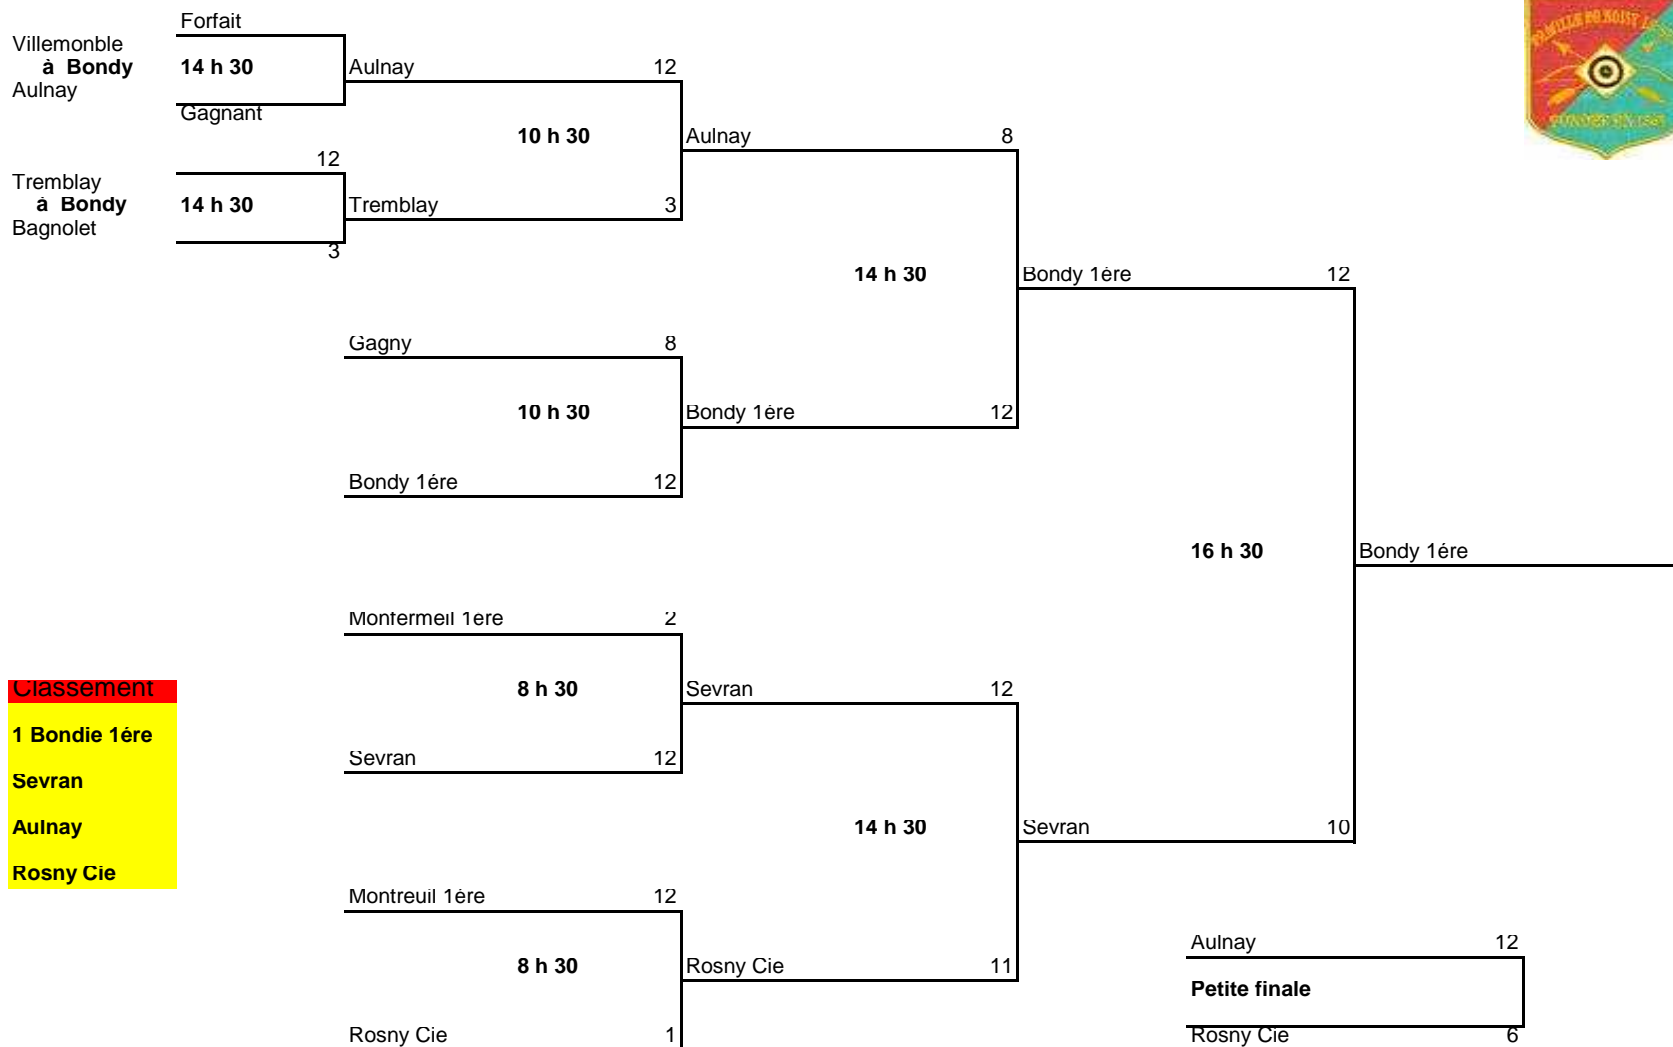 Forfait
Villemonble
à Bondy
14 h 30
Aulnay
12
Aulnay
Gagnant
10 h 30
Aulnay
8
12
Tremblay
à Bondy
14 h 30
Tremblay
3
Bagnolet
3
14 h 30
Bondy 1ére
12
Gagny
8
10 h 30
Bondy 1ére
12
Bondy 1ére
12
16 h 30
Bondy 1ére
Monfermeil 1ère
2
Classement
8 h 30
Sevran
12
1 Bondie 1ére
Sevran
Sevran
12
Aulnay
14 h 30
Sevran
10
Rosny Cie
Montreuil 1ère
12
Aulnay
12
8 h 30
Rosny Cie
11
Petite finale
Rosny Cie
1
Rosny Cie
6